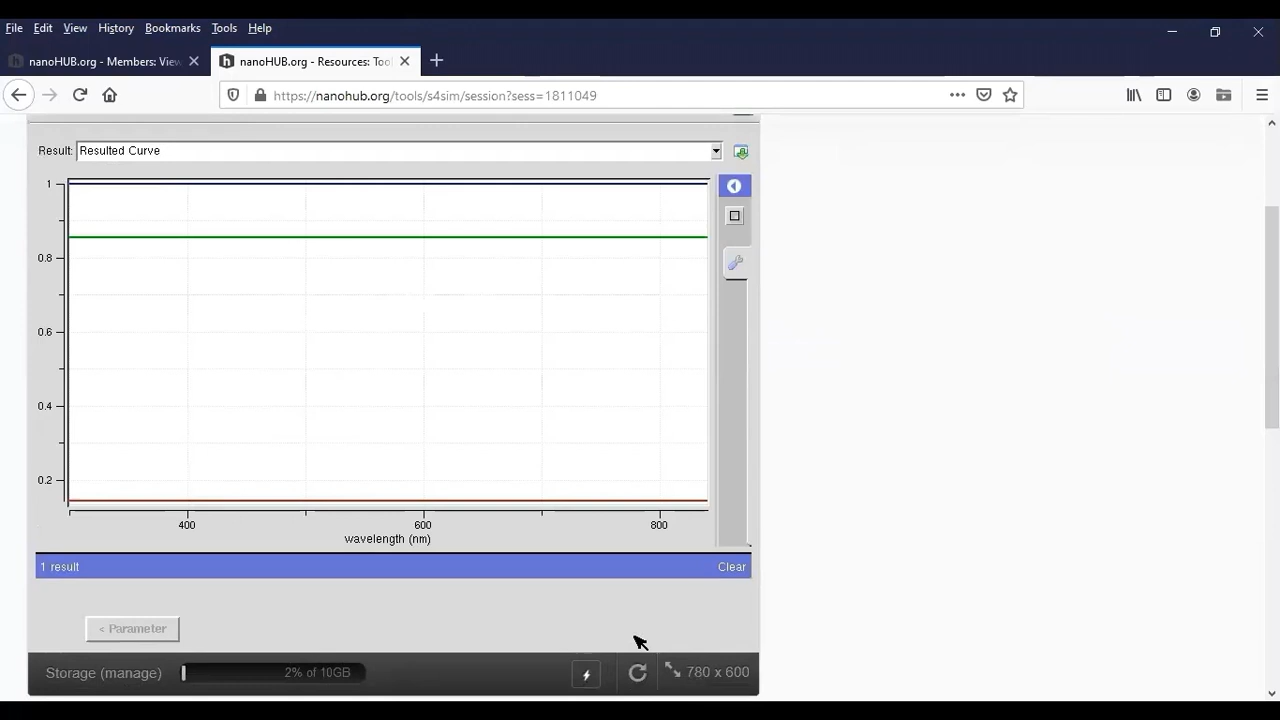 File Edit View History Bookmarks Tools Help
nanoHUB.org - Members: View
nanoHUB.org - Resources: Tool
https://nanohub.org/tools/s4sim/session?sess=1811049
Result: Resulted Curve
1
0.8
0.6
0.4
0.2
400 600 800
wavelength (nm)
1 result Clear
< Parameter
Storage (manage) 2% of 10GB 780 x 600